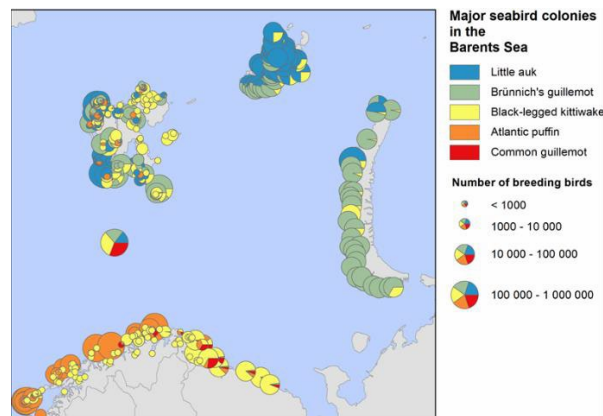 Major seabird colonies
in the
Barents Sea
Little auk
Brünnich's guillemot
Black-legged kittiwake
Atlantic puffin
Common guillemot
Number of breeding birds
< 1000
1000 - 10 000
10 000 - 100 000
100 000 - 1 000 000